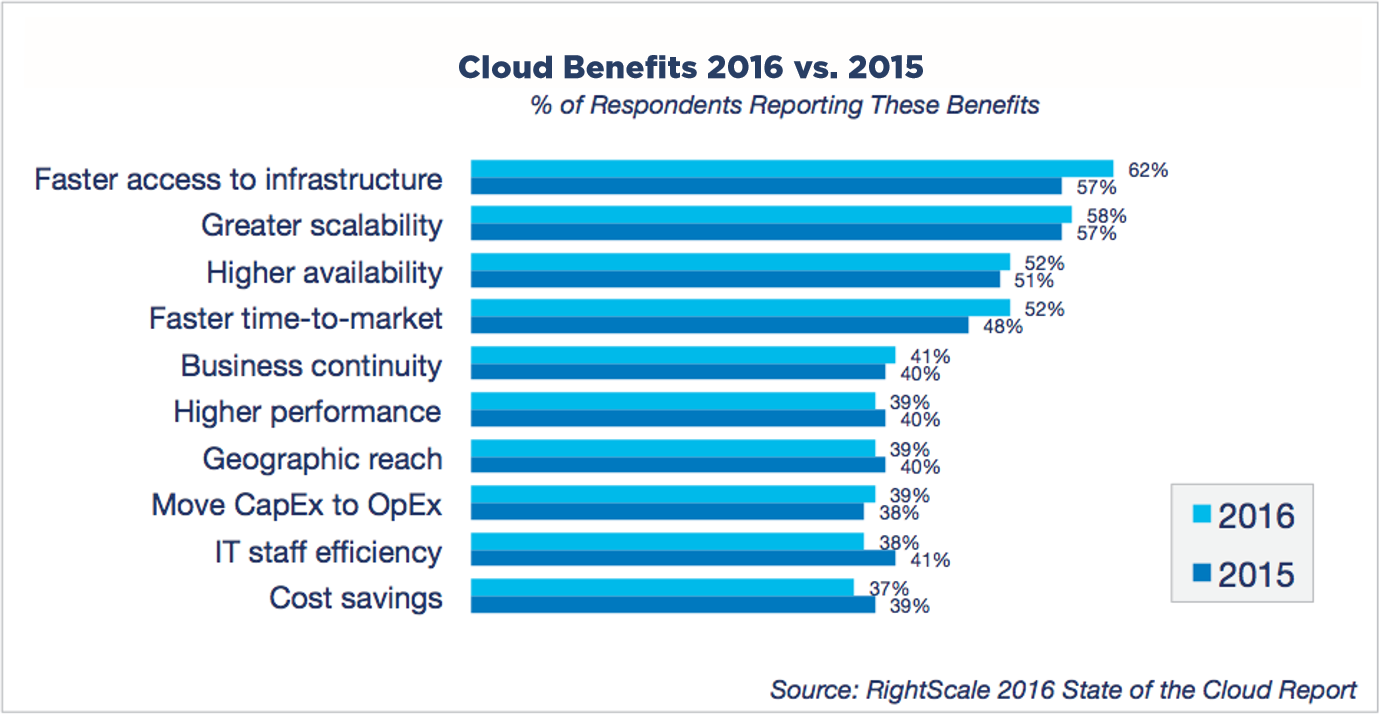 Cloud Benefits 2016 vs. 2015
% of Respondents Reporting These Benefits
Faster access to infrastructure
62%
57%
Greater scalability
58%
57%
Higher availability
52%
51%
Faster time-to-market
52%
48%
Business continuity
41%
40%
Higher performance
39%
40%
Geographic reach
39%
40%
Move CapEx to OpEx
39%
38%
IT staff efficiency
38%
41%
Cost savings
37%
39%
2016
2015
Source: RightScale 2016 State of the Cloud Report